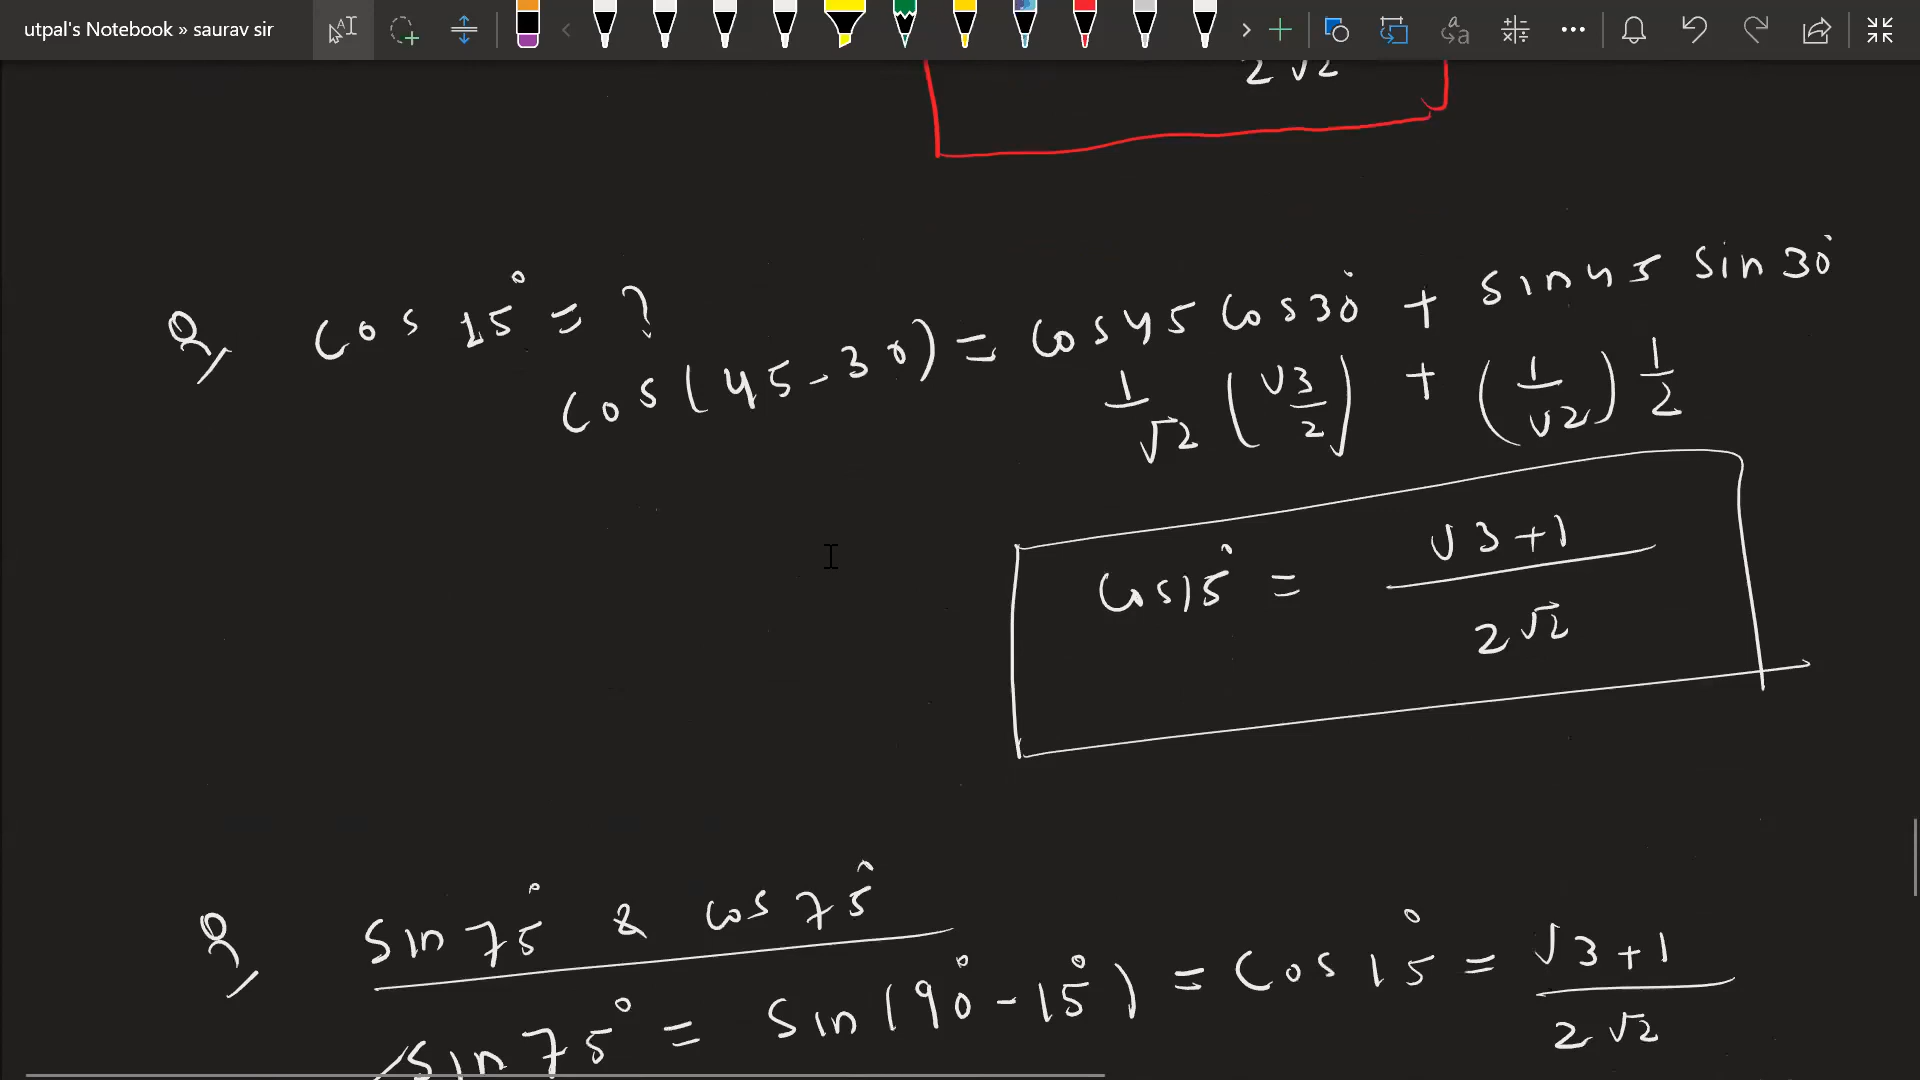 utpal's Notebook » saurav sir
2 √2
Q, Cos 15° = ?
Cos(45-30) = Cos45 Cos30° + Sin45 Sin30°
1/√2 (√3/2) + (1/√2) 1/2
Cos15° = √3+1 / 2√2
Q, Sin75° & Cos75°
Sin75° = Sin(90°-15°) = Cos15° = √3+1 / 2√2